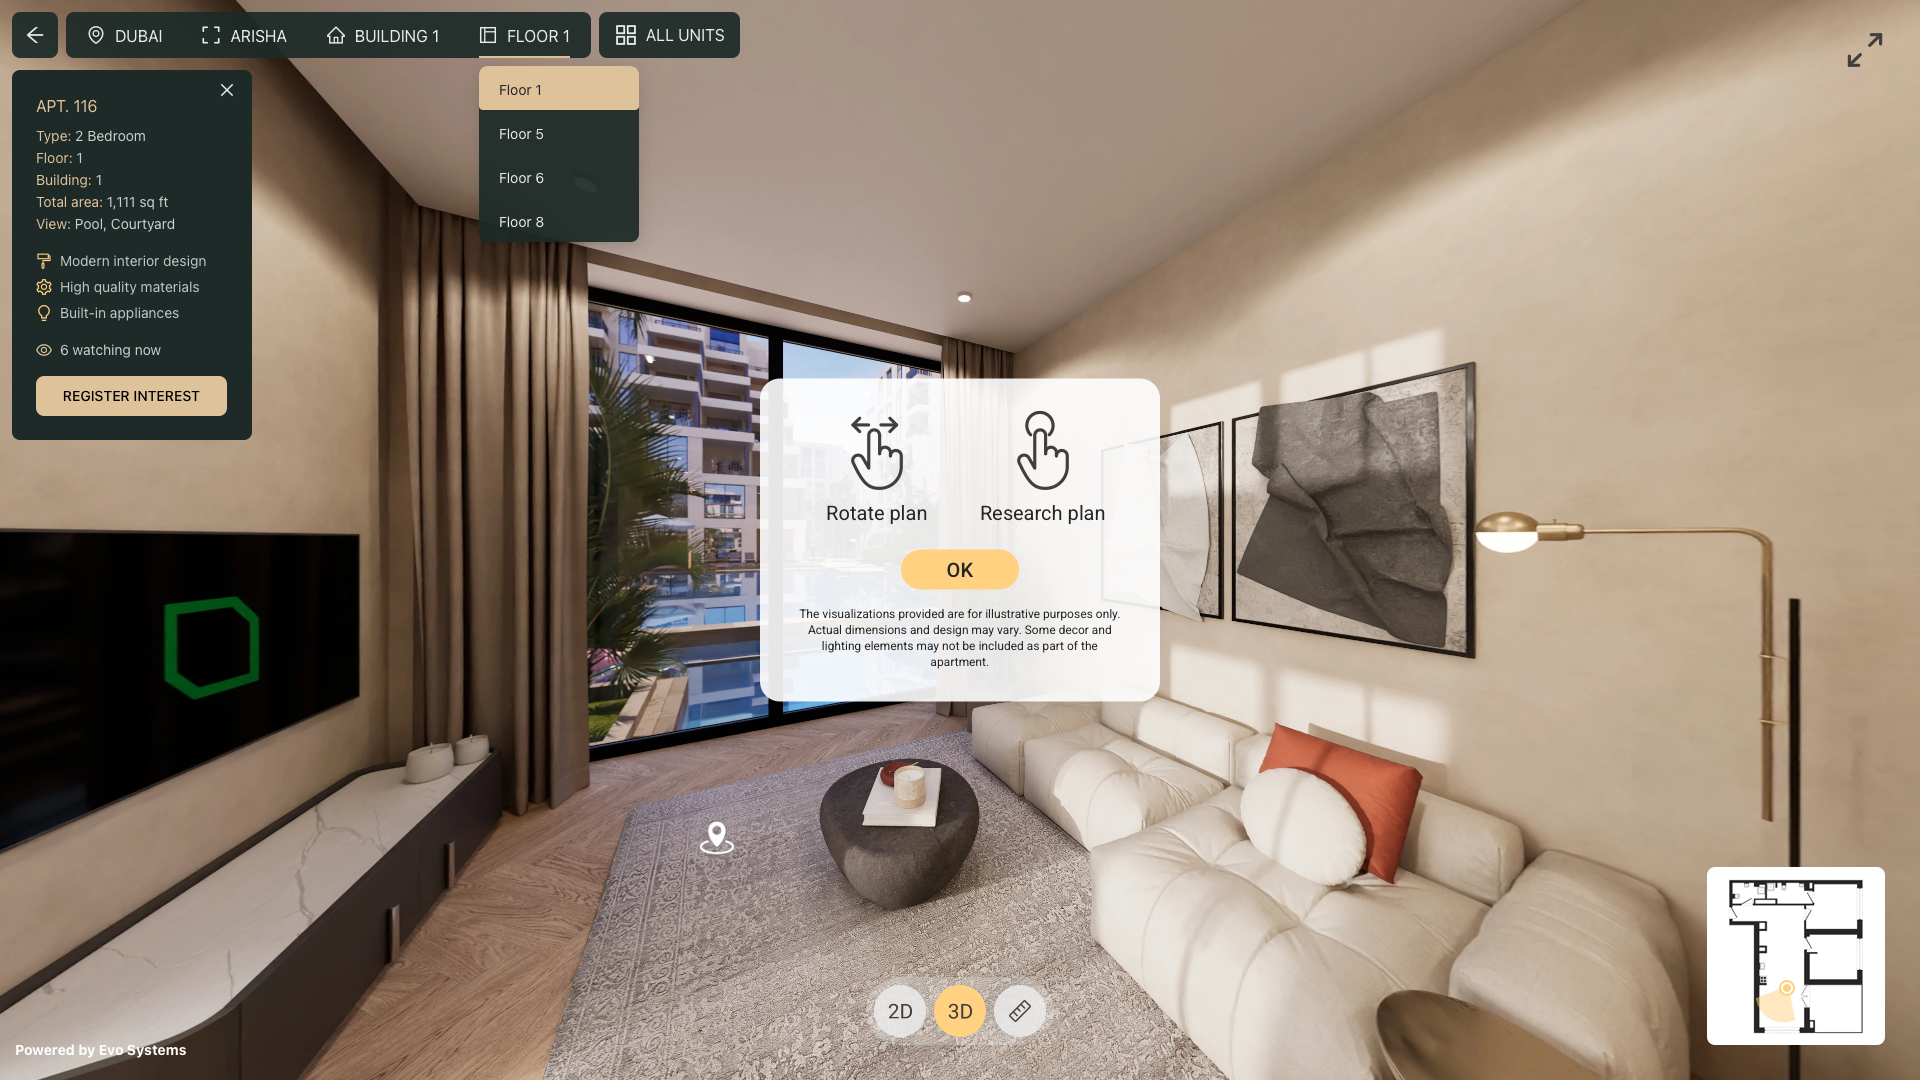 DUBAI
ARISHA
BUILDING 1
FLOOR 1
ALL UNITS
Floor 1
Floor 5
Floor 6
Floor 8
APT. 116
Type: 2 Bedroom
Floor: 1
Building: 1
Total area: 1,111 sq ft
View: Pool, Courtyard
Modern interior design
High quality materials
Built-in appliances
6 watching now
REGISTER INTEREST
Rotate plan
Research plan
OK
The visualizations provided are for illustrative purposes only.
Actual dimensions and design may vary. Some decor and
lighting elements may not be included as part of the
apartment.
2D
3D
Powered by Evo Systems